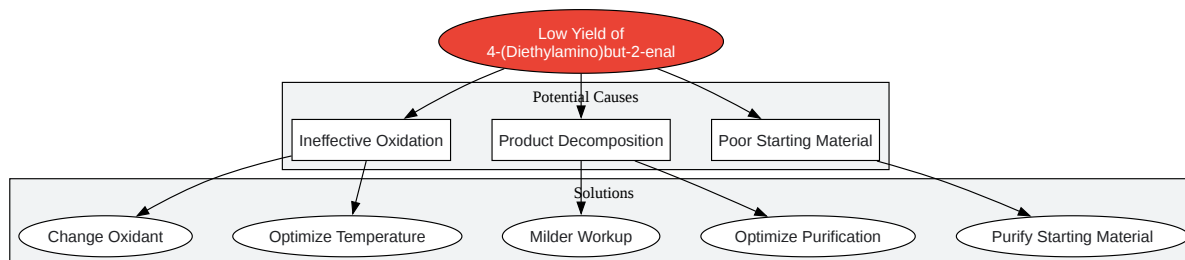 Low Yield of
4-(Diethylamino)but-2-enal
Potential Causes
Ineffective Oxidation
Product Decomposition
Poor Starting Material
Solutions
Change Oxidant
Optimize Temperature
Milder Workup
Optimize Purification
Purify Starting Material